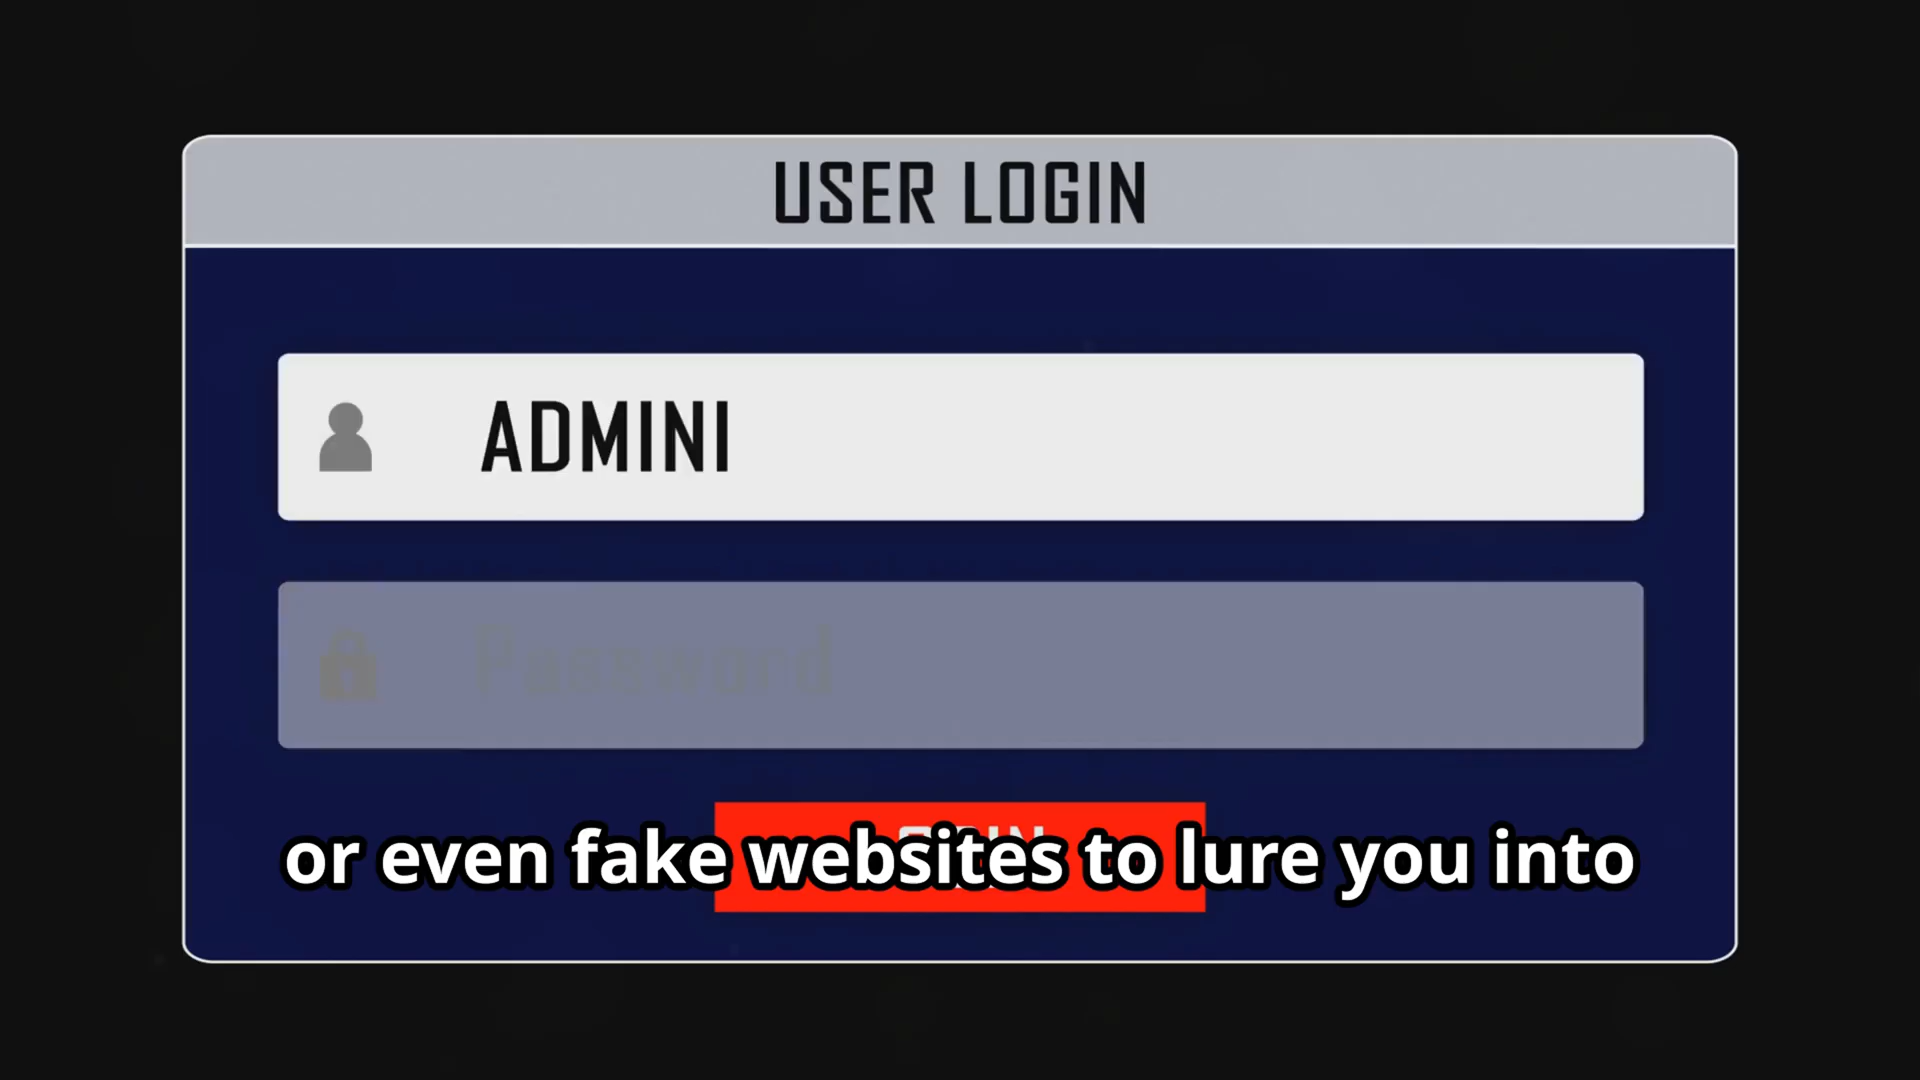 USER LOGIN
ADMINI
Password
or even fake websites to lure you into